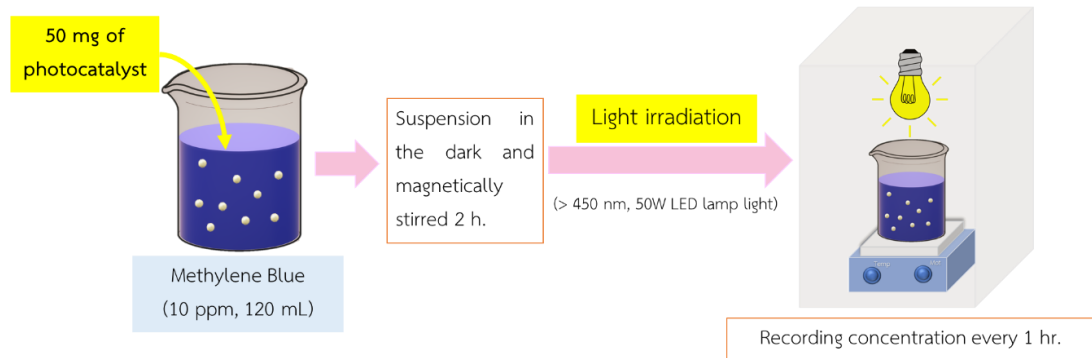 50 mg of
photocatalyst
Methylene Blue
(10 ppm, 120 mL)
Suspension in
the dark and
magnetically
stirred 2 h.
Light irradiation
(> 450 nm, 50W LED lamp light)
Temp
Recording concentration every 1 hr.